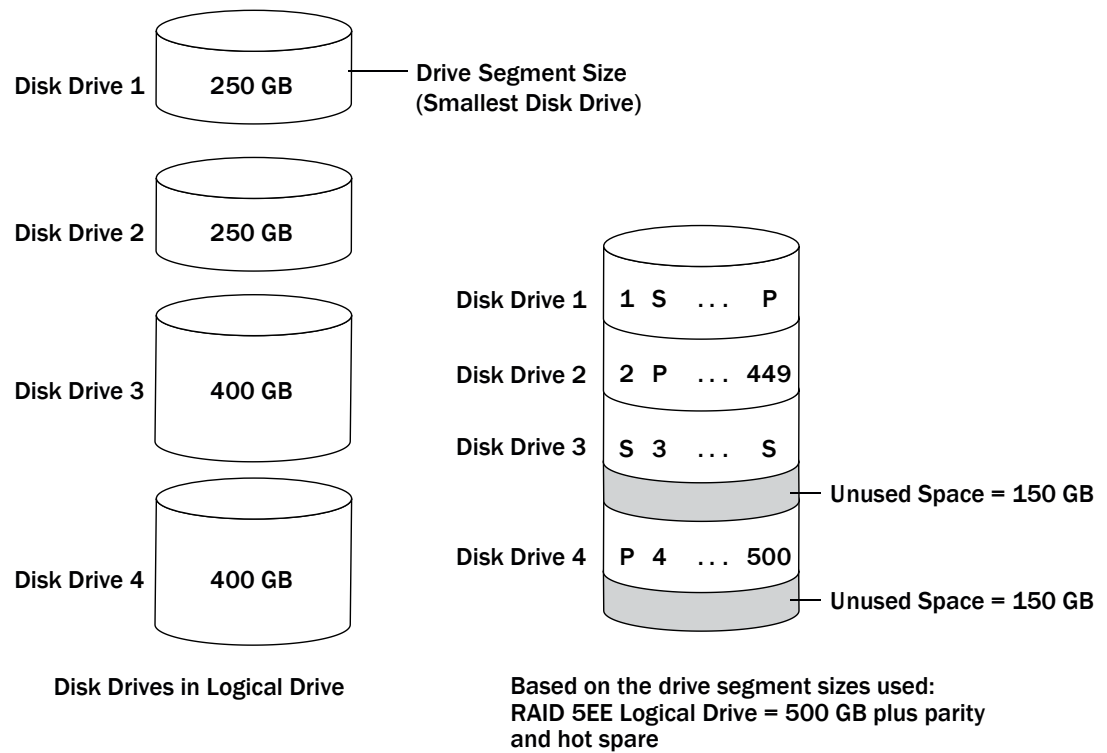 Disk Drive 1
250 GB
Drive Segment Size
(Smallest Disk Drive)
Disk Drive 2
250 GB
Disk Drive 3
400 GB
Disk Drive 4
400 GB
Disk Drives in Logical Drive
Disk Drive 1
1 S ... P
Disk Drive 2
2 P ... 449
Disk Drive 3
S 3 ... S
Unused Space = 150 GB
Disk Drive 4
P 4 ... 500
Unused Space = 150 GB
Based on the drive segment sizes used:
RAID 5EE Logical Drive = 500 GB plus parity
and hot spare